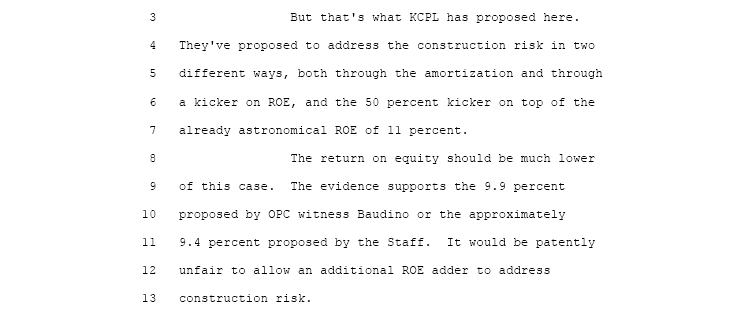 3 But that's what KCPL has proposed here.
4 They've proposed to address the construction risk in two
5 different ways, both through the amortization and through
6 a kicker on ROE, and the 50 percent kicker on top of the
7 already astronomical ROE of 11 percent.
8 The return on equity should be much lower
9 of this case. The evidence supports the 9.9 percent
10 proposed by OPC witness Baudino or the approximately
11 9.4 percent proposed by the Staff. It would be patently
12 unfair to allow an additional ROE adder to address
13 construction risk.